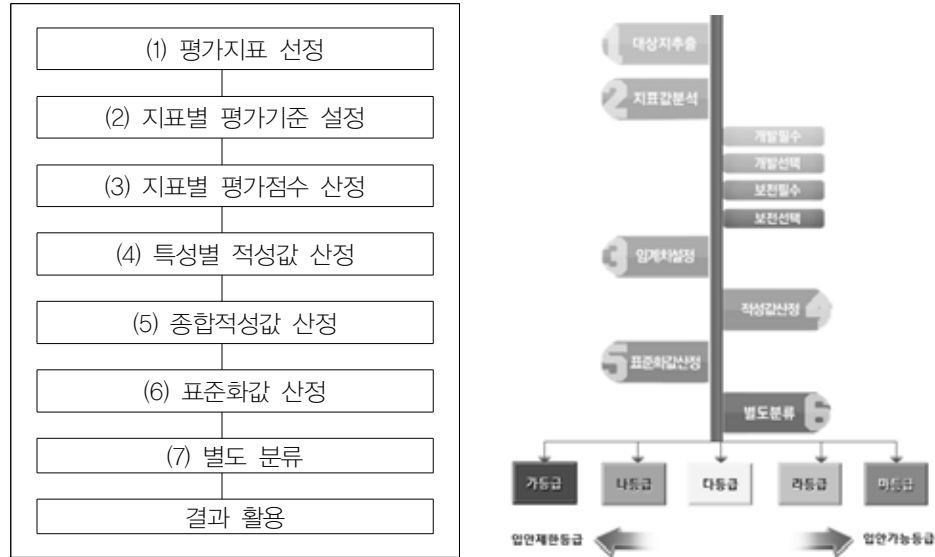 (1) 평가지표 선정
(2) 지표별 평가기준 설정
(3) 지표별 평가점수 산정
(4) 특성별 적성값 산정
(5) 종합적성값 산정
(6) 표준화값 산정
(7) 별도 분류
결과 활용
1 대상지추출
2 지표값분석
개발필수
개발선택
보전필수
보전선택
3 임계치설정
적성값산정 4
5 표준화값산정
별도분류 6
가등급 나등급 다등급 라등급 마등급
입안제한등급 입안가능등급